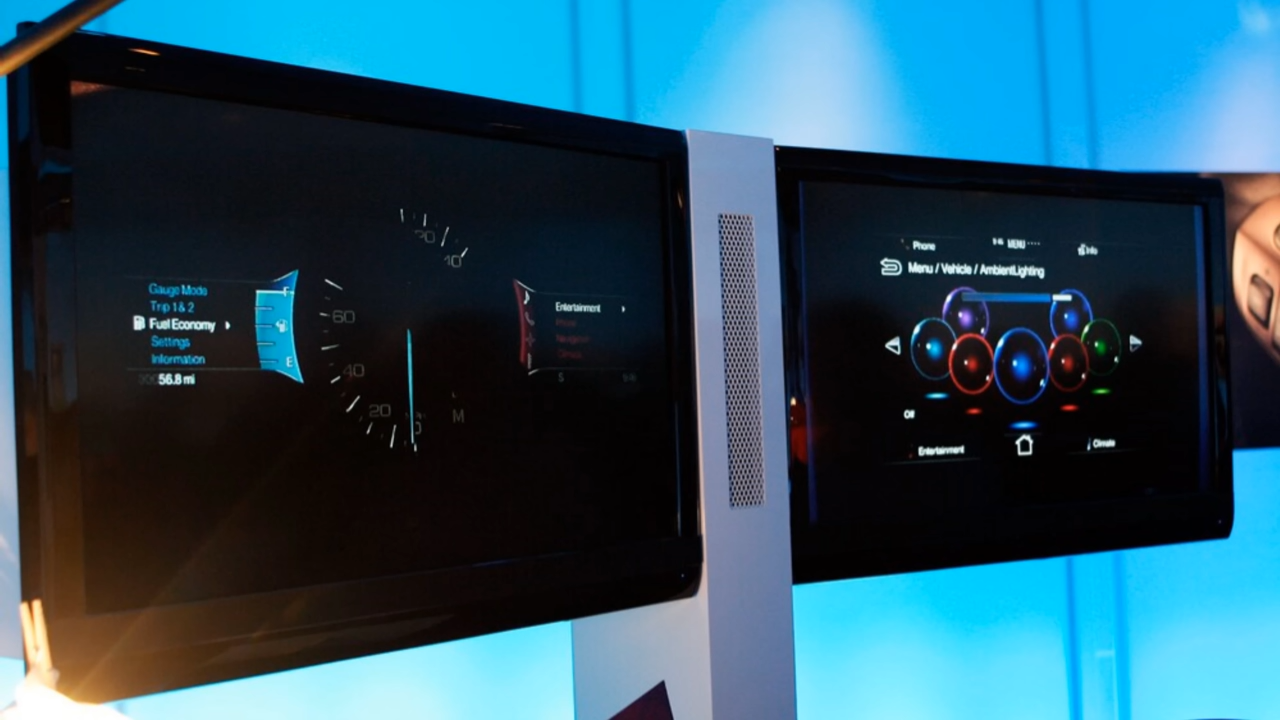 Gauge Mode
Trip 1 & 2
Fuel Economy
Settings
Information
56.8 mi
F
E
60
40
20
0
M
Entertainment
S
Phone
MENU
Info
Menu / Vehicle / AmbientLighting
Off
Entertainment
Climate